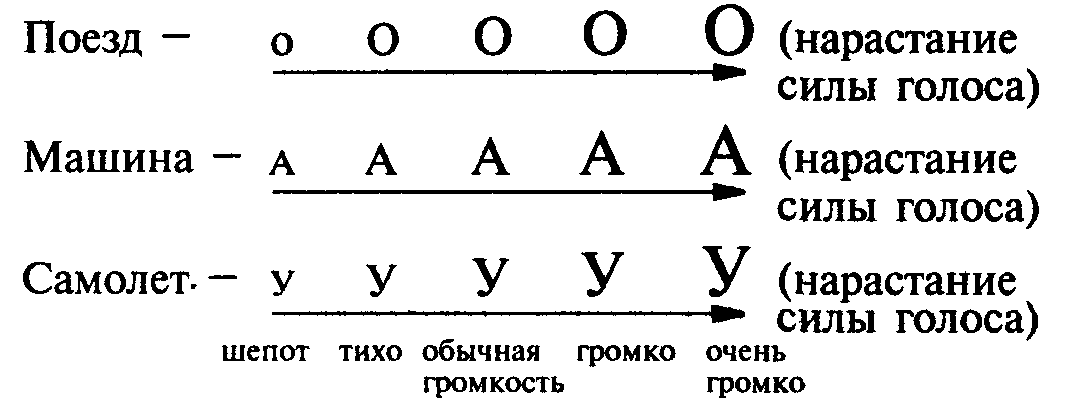 Поезд — о О О О О (нарастание
силы голоса)
Машина — А А А А А (нарастание
силы голоса)
Самолет. — У У У У У (нарастание
силы голоса)
шепот тихо обычная громко очень
громкость громко